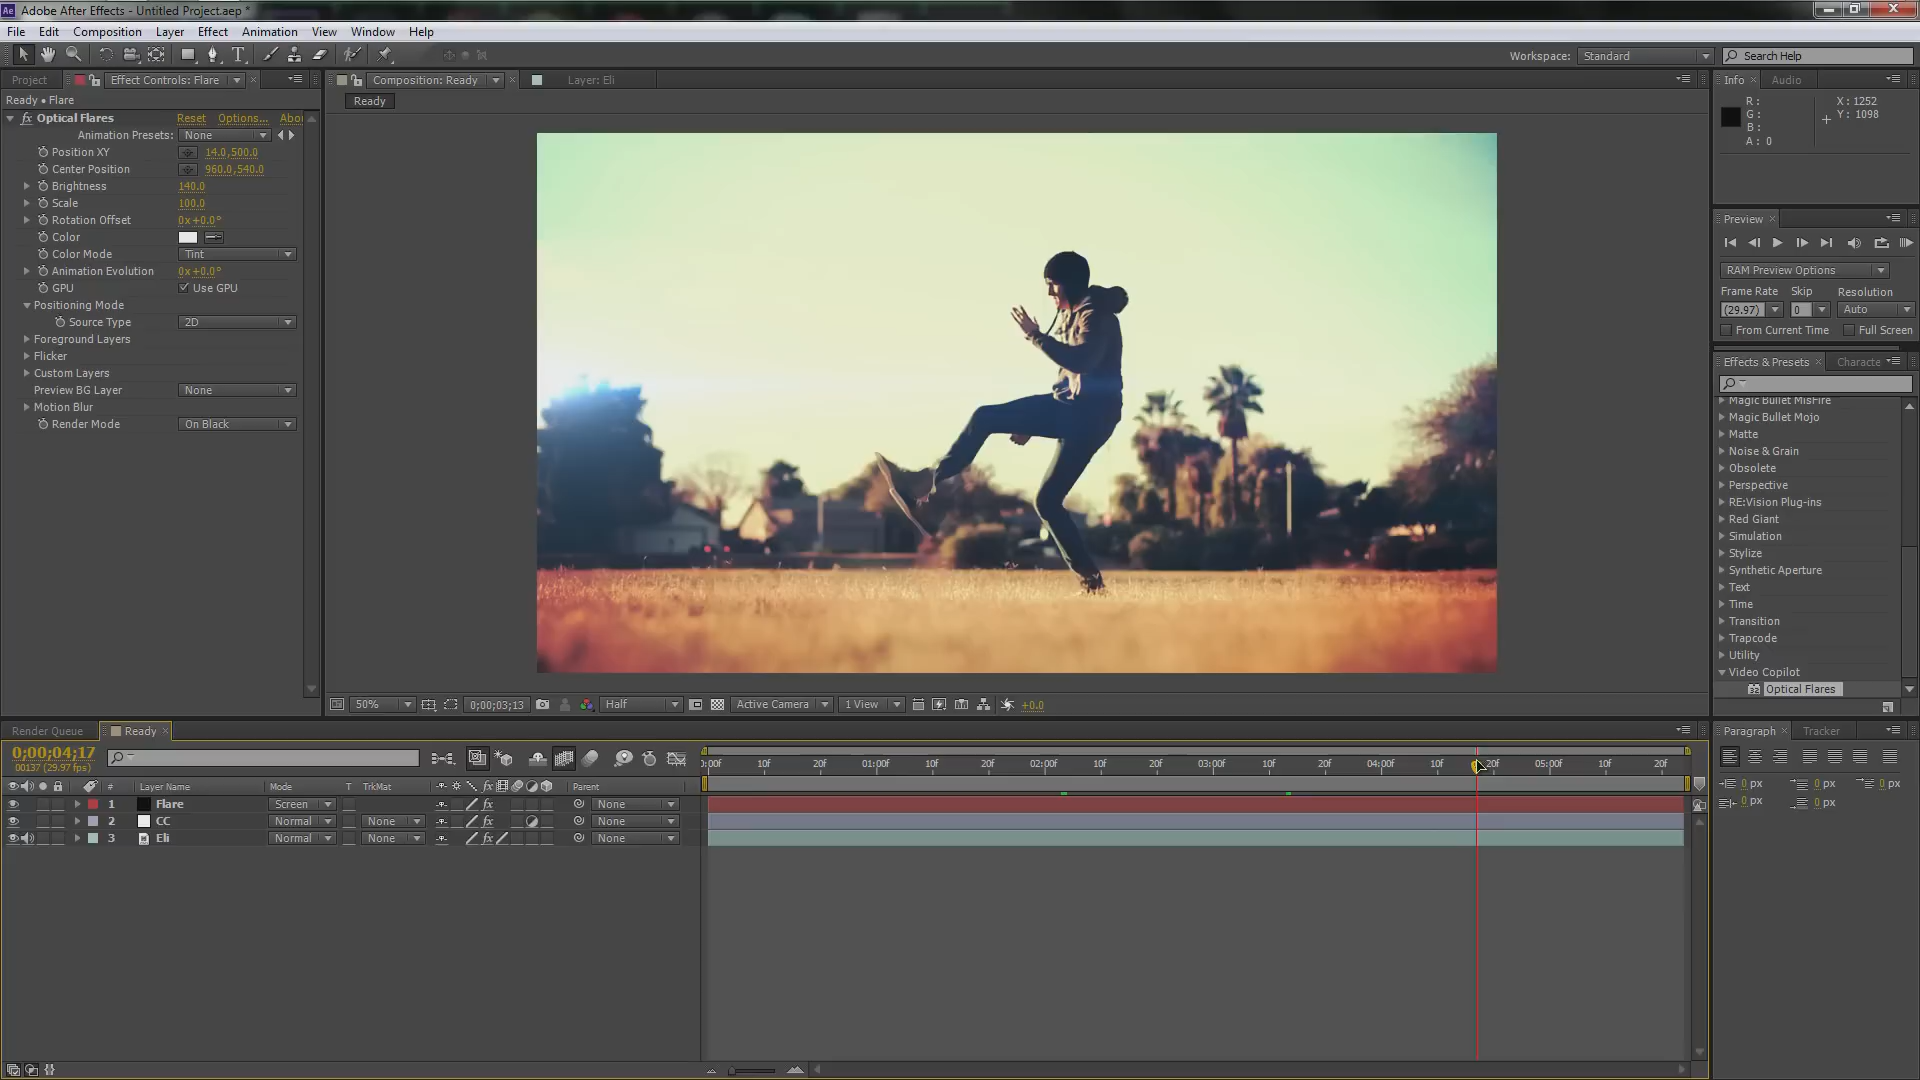 Ae Adobe After Effects - Untitled Project.aep *
File Edit Composition Layer Effect Animation View Window Help
Workspace: Standard Search Help
Project Effect Controls: Flare Composition: Ready Layer: Eli Info Audio
Ready • Flare Ready
R: X: 1252
G: Y: 1098
B:
A: 0
fx Optical Flares Reset Options... Abou
Animation Presets: None
Position XY 14.0,500.0
Center Position 960.0,540.0
Brightness 140.0
Scale 100.0
Rotation Offset 0x+0.0°
Color
Color Mode Tint
Animation Evolution 0x+0.0°
GPU Use GPU
Positioning Mode
Source Type 2D
Foreground Layers
Flicker
Custom Layers
Preview BG Layer None
Motion Blur
Render Mode On Black
Preview
RAM Preview Options
Frame Rate Skip Resolution
(29.97) 0 Auto
From Current Time Full Screen
Effects & Presets Characte
Magic Bullet MisFire
Magic Bullet Mojo
Matte
Noise & Grain
Obsolete
Perspective
RE:Vision Plug-ins
Red Giant
Simulation
Stylize
Synthetic Aperture
Text
Time
Transition
Trapcode
Utility
Video Copilot
Optical Flares
50% 0;00;03;13 Half Active Camera 1 View +0.0
Render Queue Ready Paragraph Tracker
0;00;04;17
00137 (29.97 fps)
0:00F 10f 20f 01:00f 10f 20f 02:00f 10f 20f 03:00f 10f 20f 04:00f 10f 20f 05:00f 10f 20f
# Layer Name Mode T TrkMat fx Parent
1 Flare Screen fx None
2 CC Normal None None
3 Eli Normal None fx None
0 px 0 px 0 px
0 px 0 px